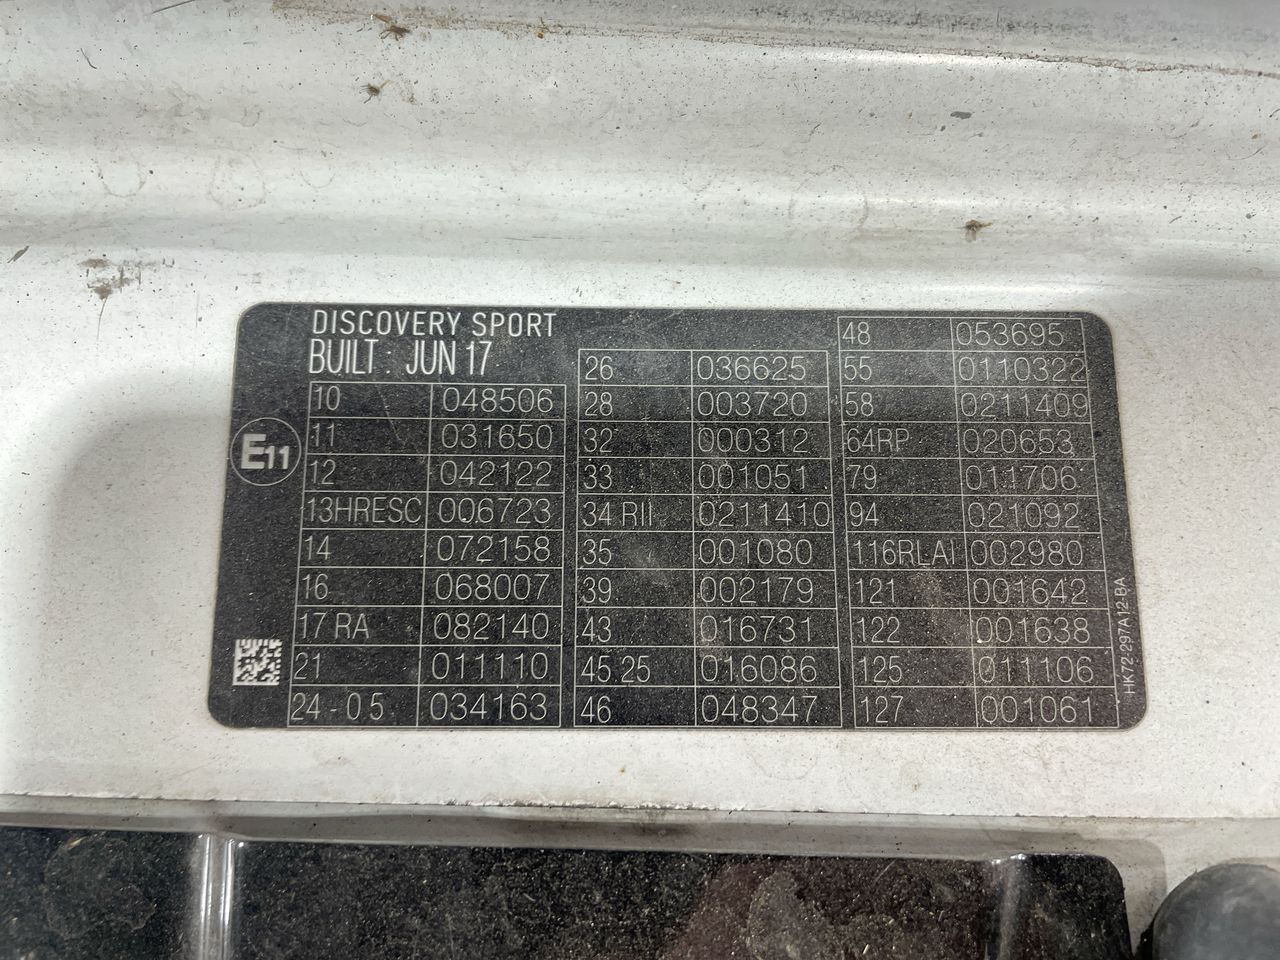 DISCOVERY SPORT
BUILT : JUN 17
E11
10 048506
11 031650
12 042122
13HRESC 006723
14 072158
16 068007
17 RA 082140
21 011110
24 - 0 5 034163
26 036625
28 003720
32 000312
33 001051
34 RII 0211410
35 001080
39 002179
43 016731
45.25 016086
46 048347
48 053695
55 0110322
58 0211409
64RP 020653
79 011706
94 021092
116RLAI 002980
121 001642
122 001638
125 011106
127 001061
HK72-297A12-BA